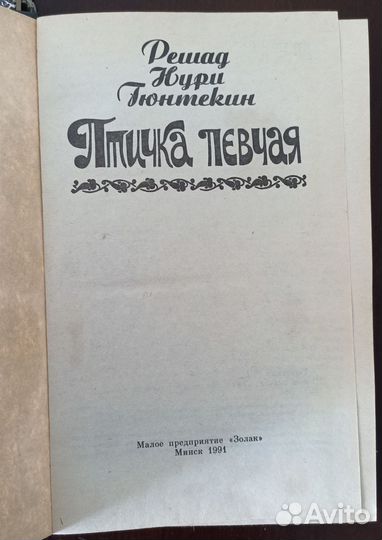 Решад
Нури
Гюнтекин
Птичка певчая
Малое предприятие «Золак»
Минск 1991
Avito